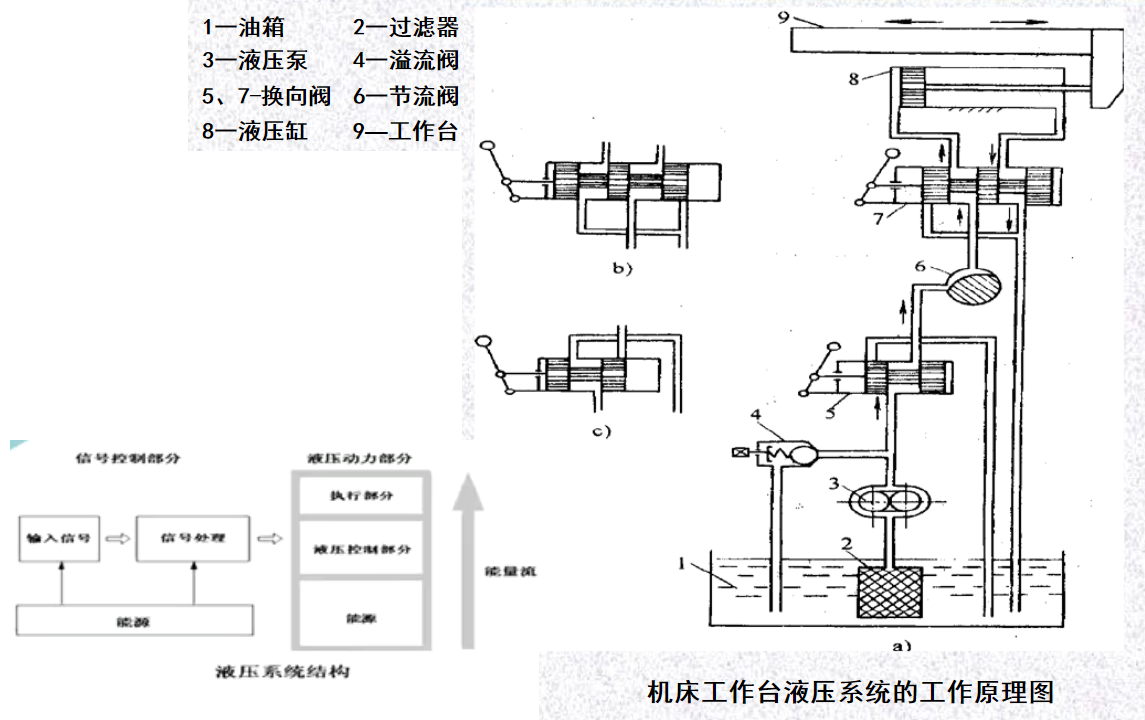 1—油箱 2—过滤器
3—液压泵 4—溢流阀
5、7-换向阀 6—节流阀
8—液压缸 9—工作台
9
8
7
b)
6
5
c)
4
3
2
1
a)
信号控制部分 液压动力部分
执行部分
输入信号 信号处理 液压控制部分
能量流
能源 能源
液压系统结构
机床工作台液压系统的工作原理图